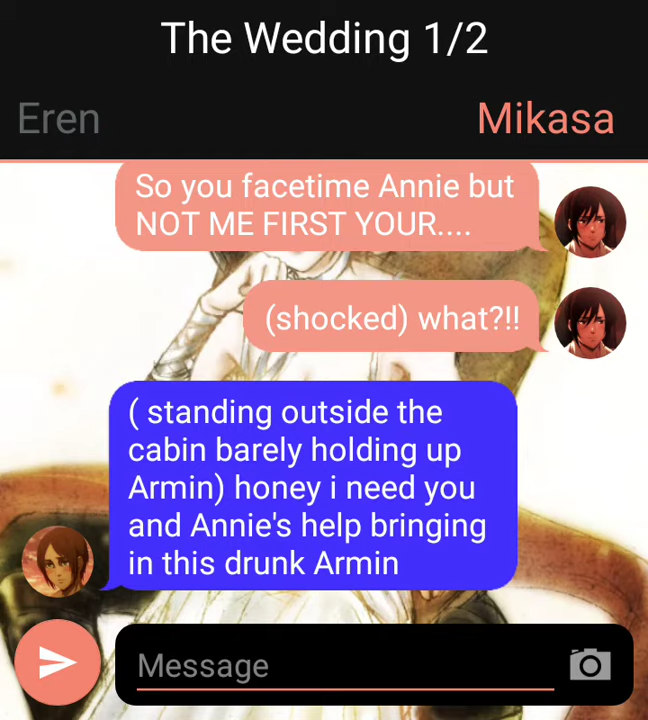 The Wedding 1/2
Eren
Mikasa
So you facetime Annie but
NOT ME FIRST YOUR....
(shocked) what?!!
( standing outside the
cabin barely holding up
Armin) honey i need you
and Annie's help bringing
in this drunk Armin
Message